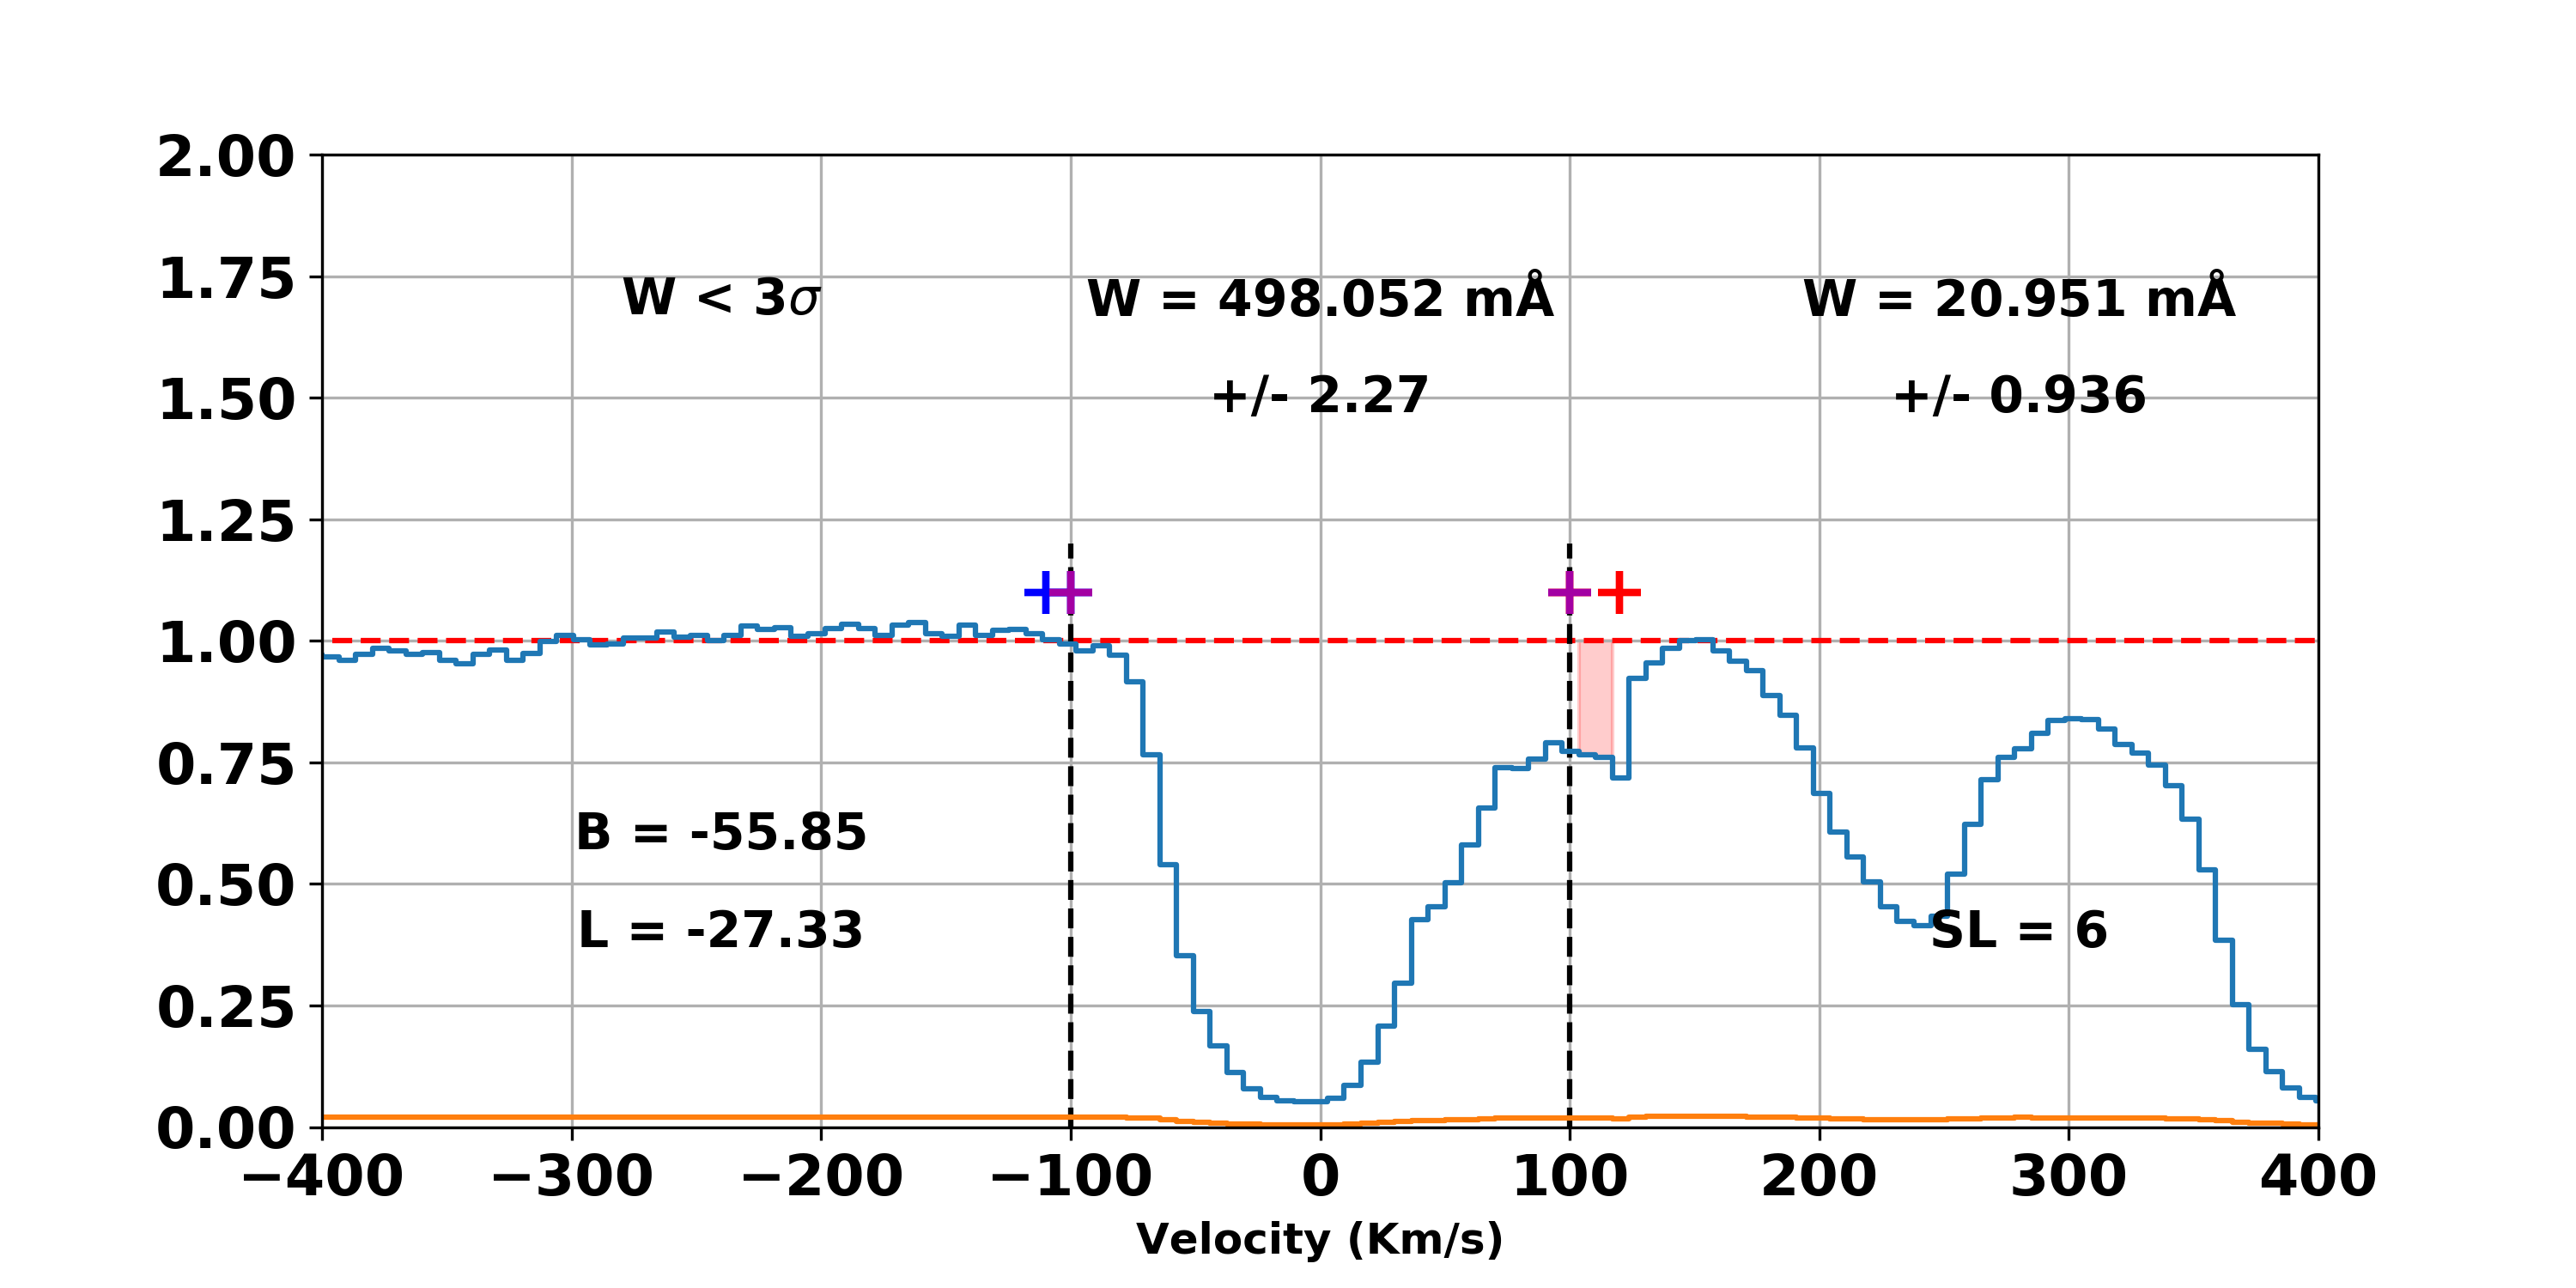 2.00
1.75
W < 3σ
W = 498.052 mÅ
W = 20.951 mÅ
1.50
+/- 2.27
+/- 0.936
1.25
1.00
0.75
B = -55.85
0.50
L = -27.33
SL = 6
0.25
0.00
−400 −300 −200 −100 0 100 200 300 400
Velocity (Km/s)